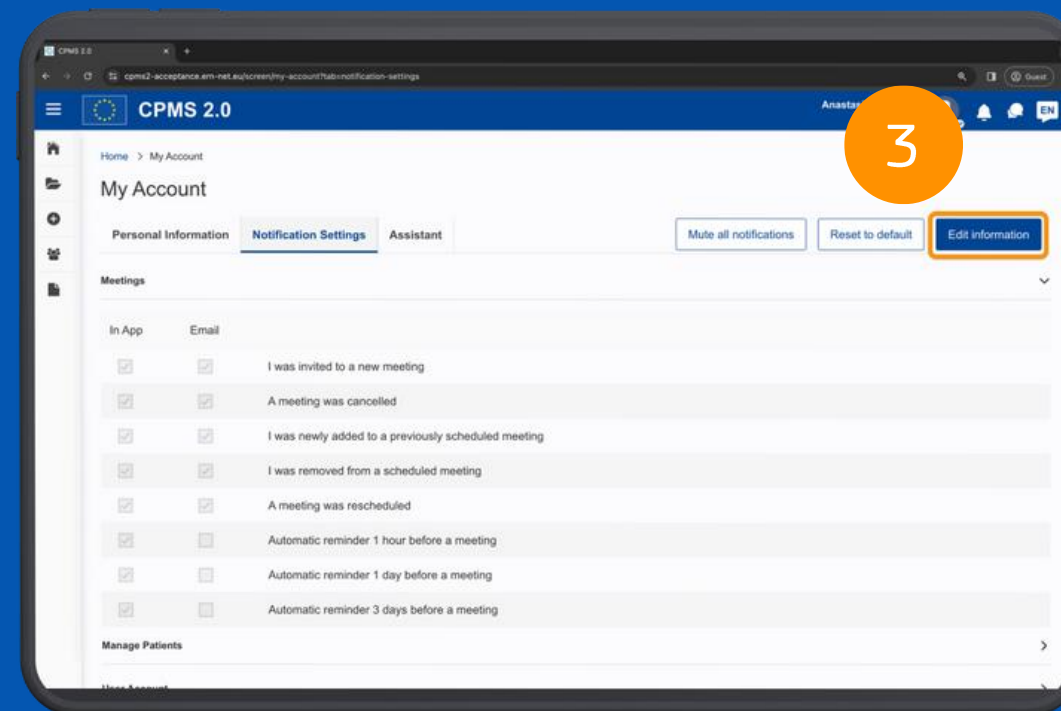 CPMS 2.0
cpms2-acceptance.ern-net.eu/screen/my-account?tab=notification-settings
Guest
CPMS 2.0
EN
3
Home > My Account
My Account
Personal Information Notification Settings Assistant Mute all notifications Reset to default Edit information
Meetings
In App Email
I was invited to a new meeting
A meeting was cancelled
I was newly added to a previously scheduled meeting
I was removed from a scheduled meeting
A meeting was rescheduled
Automatic reminder 1 hour before a meeting
Automatic reminder 1 day before a meeting
Automatic reminder 3 days before a meeting
Manage Patients